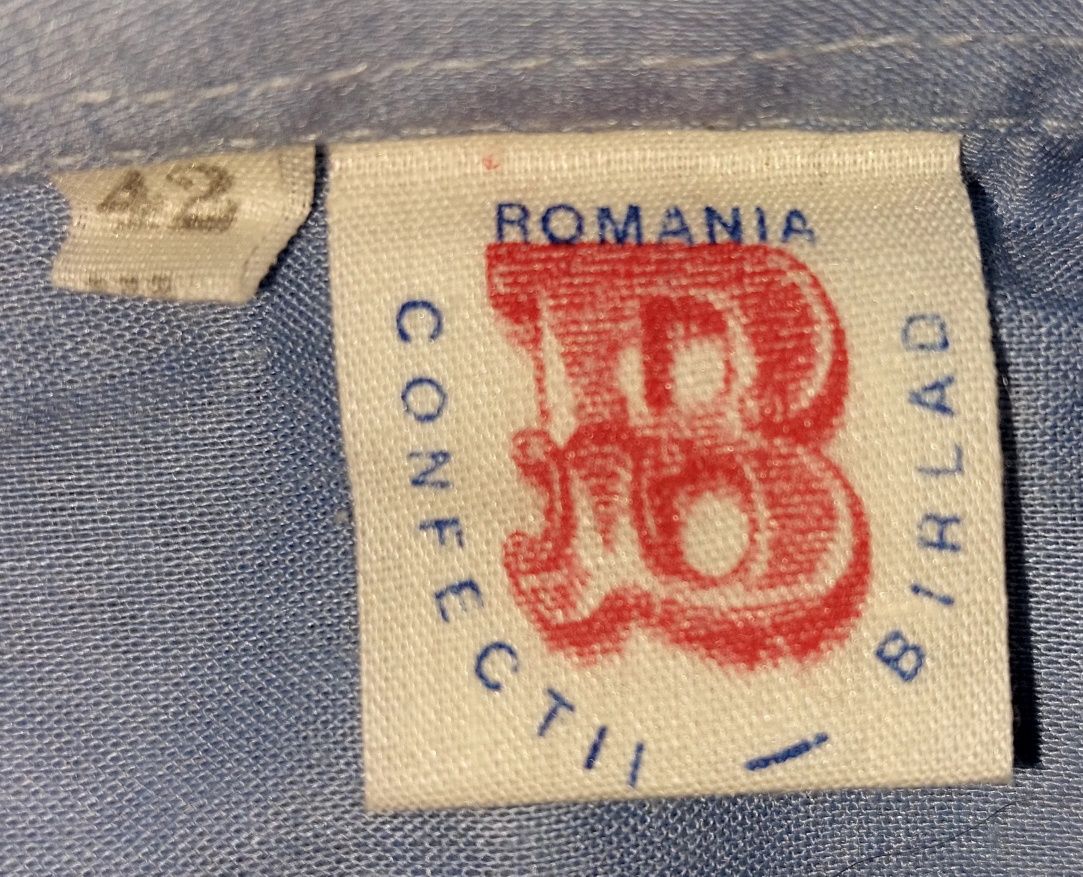 42
ROMANIA
B
CONFECTII - BIRLAD